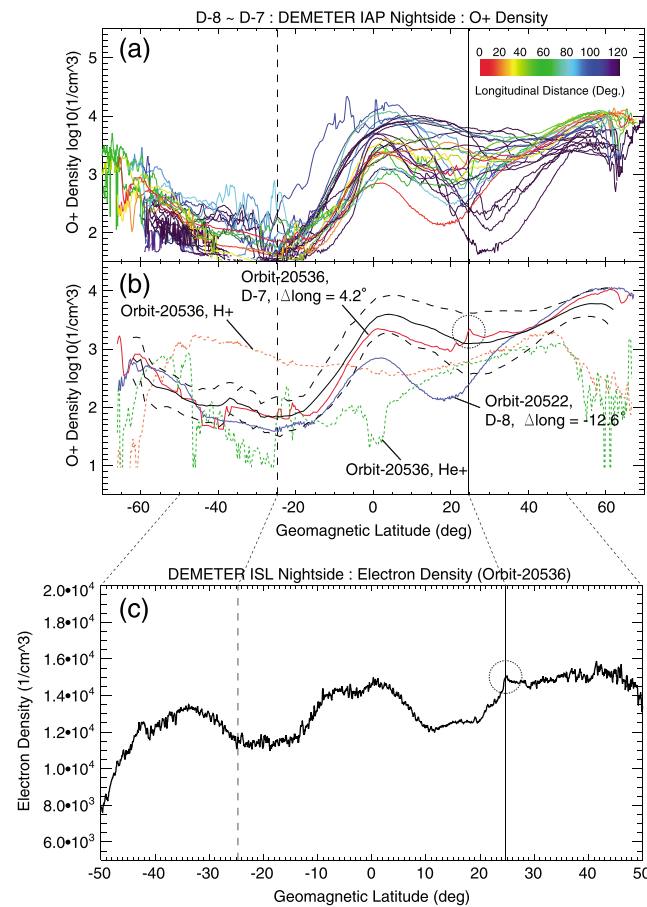 D-8 ~ D-7 : DEMETER IAP Nightside : O+ Density
(a)
0 20 40 60 80 100 120
Longitudinal Distance (Deg.)
O+ Density log10(1/cm^3)
5
4
3
2
(b)
Orbit-20536,
D-7, Δlong = 4.2°
Orbit-20536, H+
Orbit-20522,
D-8, Δlong = -12.6°
Orbit-20536, He+
O+ Density log10(1/cm^3)
4
3
2
1
-60 -40 -20 0 20 40 60
Geomagnetic Latitude (deg)
DEMETER ISL Nightside : Electron Density (Orbit-20536)
(c)
Electron Density (1/cm^3)
2.0•10^4
1.8•10^4
1.6•10^4
1.4•10^4
1.2•10^4
1.0•10^4
8.0•10^3
6.0•10^3
-50 -40 -30 -20 -10 0 10 20 30 40 50
Geomagnetic Latitude (deg)